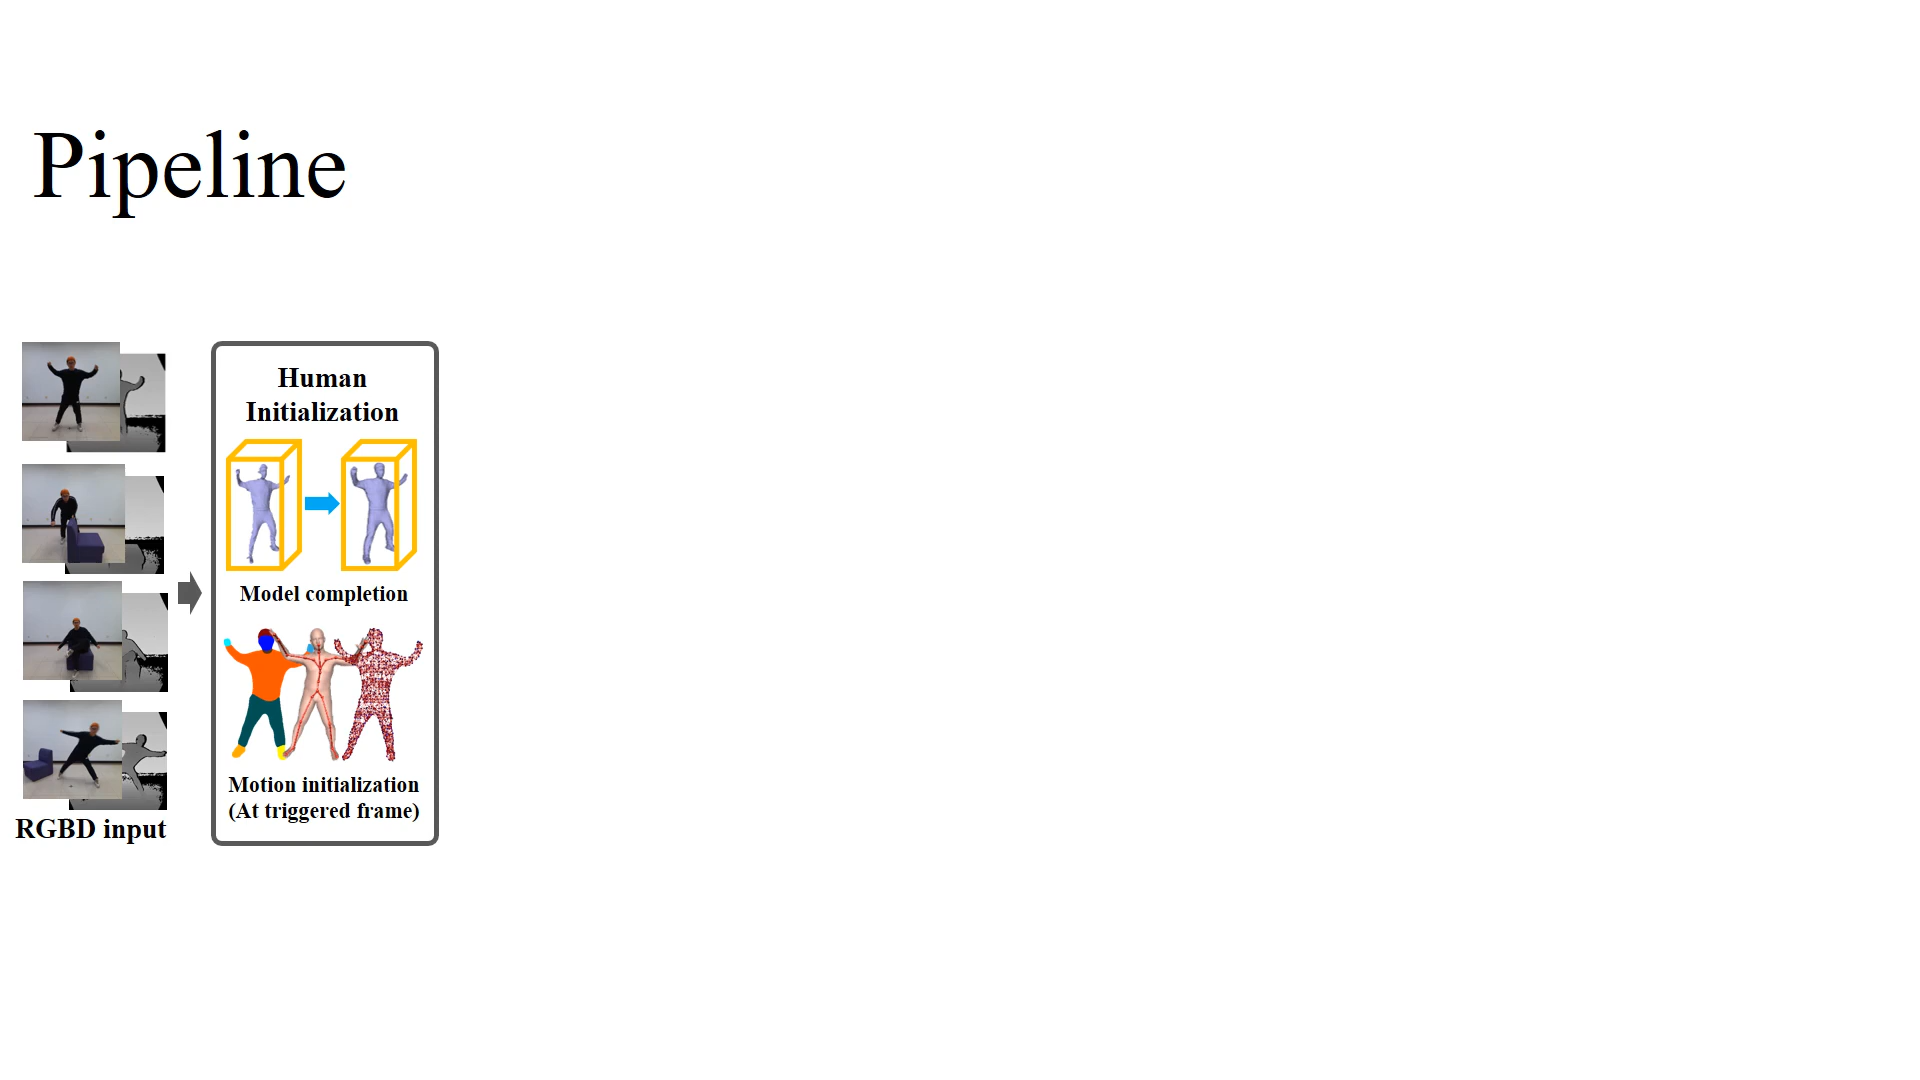 Pipeline
RGBD input
Human
Initialization
Model completion
Motion initialization
(At triggered frame)